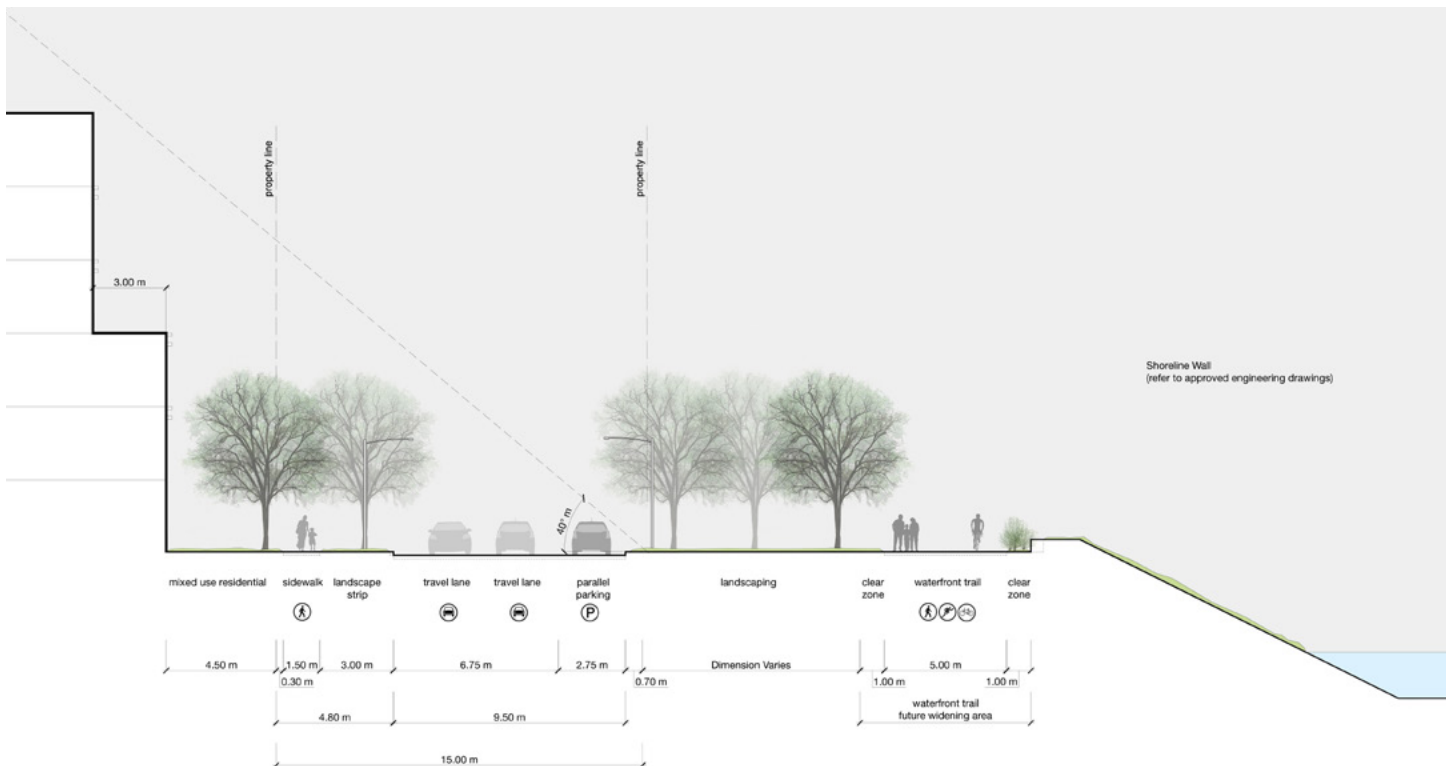 property line
property line
3.00 m
Shoreline Wall
(refer to approved engineering drawings)
40° m
mixed use residential
sidewalk
landscape
strip
travel lane
travel lane
parallel
parking
landscaping
clear
zone
waterfront trail
clear
zone
P
4.50 m
1.50 m
3.00 m
6.75 m
2.75 m
Dimension Varies
5.00 m
0.30 m
0.70 m
1.00 m
1.00 m
4.80 m
9.50 m
waterfront trail
future widening area
15.00 m